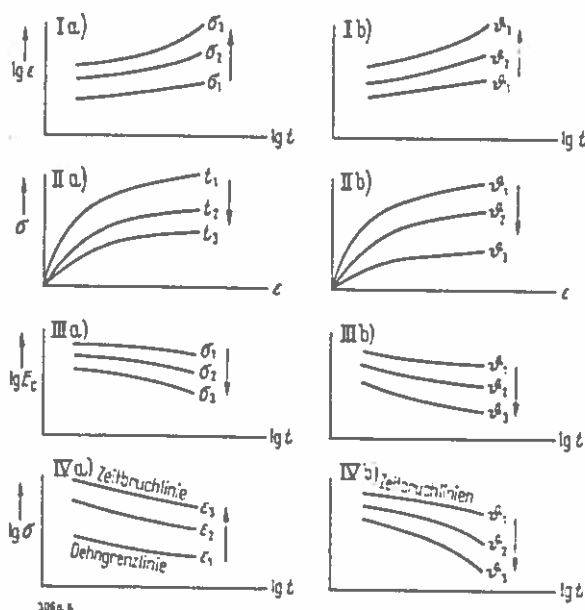 I a)
σ₃
σ₂
σ₁
lg ε
lg t
I b)
ϑ₁
ϑ₂
ϑ₁
lg t
II a)
t₁
t₂
t₃
σ
ε
II b)
ϑ₁
ϑ₂
ϑ₃
ε
III a)
σ₁
σ₂
σ₃
lg E_c
lg t
III b)
ϑ₁
ϑ₂
ϑ₃
lg t
IV a) Zeitbruchlinie
ε₃
ε₂
Dehngrenzlinie
ε₁
lg σ
lg t
IV b) Zeitbruchlinien
ϑ₁
ϑ₂
ϑ₃
lg t